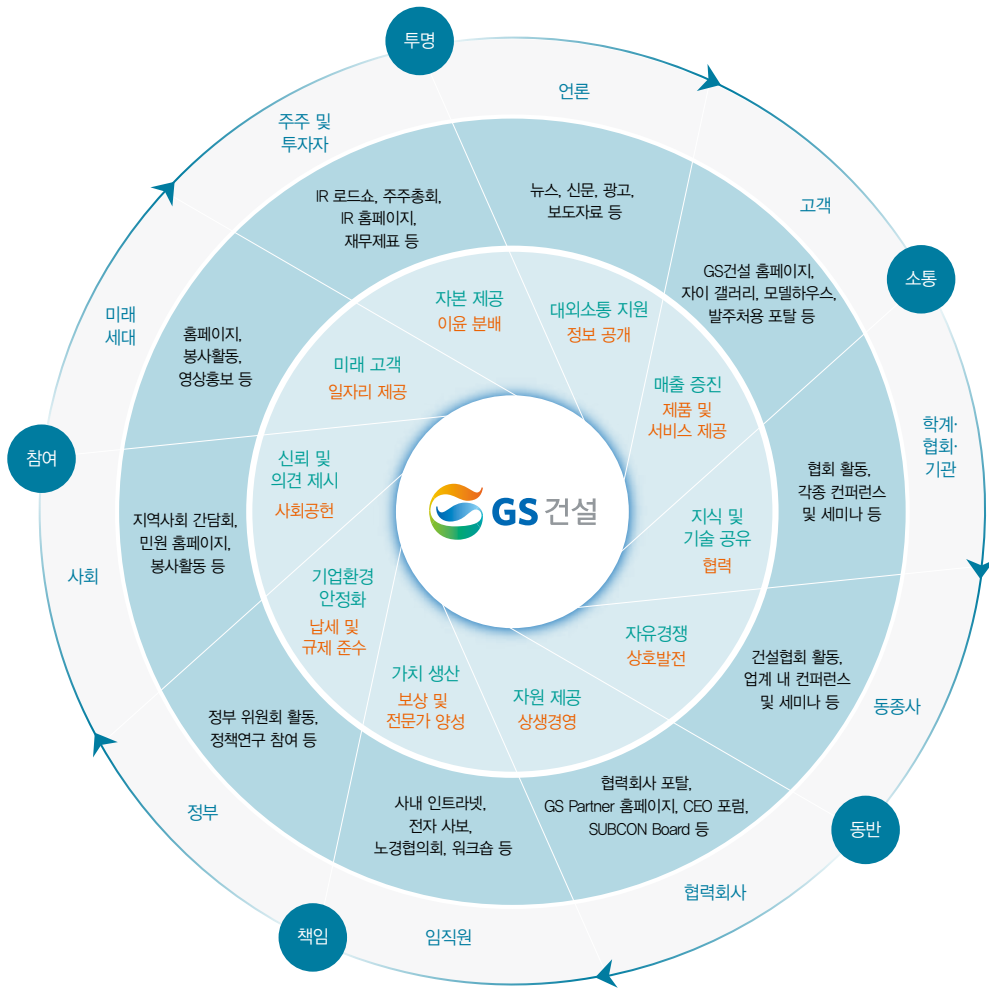 투명
언론
주주 및
투자자
고객
소통
미래
세대
학계·
협회·
기관
참여
사회
동종사
정부
동반
협력회사
책임
임직원
IR 로드쇼, 주주총회,
IR 홈페이지,
재무제표 등
뉴스, 신문, 광고,
보도자료 등
GS건설 홈페이지,
자이 갤러리, 모델하우스,
발주처용 포탈 등
홈페이지,
봉사활동,
영상홍보 등
협회 활동,
각종 컨퍼런스
및 세미나 등
지역사회 간담회,
민원 홈페이지,
봉사활동 등
건설협회 활동,
업계 내 컨퍼런스
및 세미나 등
정부 위원회 활동,
정책연구 참여 등
협력회사 포탈,
GS Partner 홈페이지, CEO 포럼,
SUBCON Board 등
사내 인트라넷,
전자 사보,
노경협의회, 워크숍 등
자본 제공
이윤 분배
대외소통 지원
정보 공개
미래 고객
일자리 제공
매출 증진
제품 및
서비스 제공
신뢰 및
의견 제시
사회공헌
지식 및
기술 공유
협력
기업환경
안정화
납세 및
규제 준수
자유경쟁
상호발전
가치 생산
보상 및
전문가 양성
자원 제공
상생경영
GS 건설